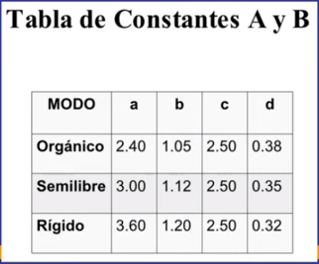 Tabla de Constantes A y B
MODO a b c d
Orgánico 2.40 1.05 2.50 0.38
Semilibre 3.00 1.12 2.50 0.35
Rígido 3.60 1.20 2.50 0.32